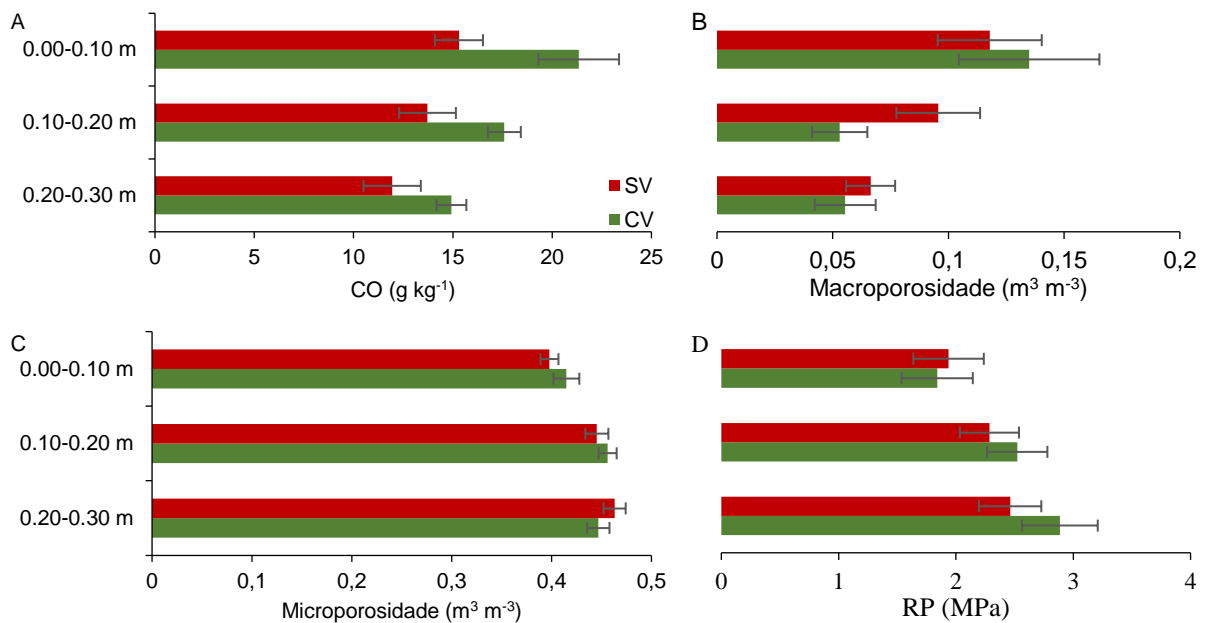 A
0.00-0.10 m
0.10-0.20 m
0.20-0.30 m
SV
CV
0 5 10 15 20 25
CO (g kg⁻¹)
B
0 0,05 0,1 0,15 0,2
Macroporosidade (m³ m⁻³)
C
0.00-0.10 m
0.10-0.20 m
0.20-0.30 m
0 0,1 0,2 0,3 0,4 0,5
Microporosidade (m³ m⁻³)
D
0 1 2 3 4
RP (MPa)